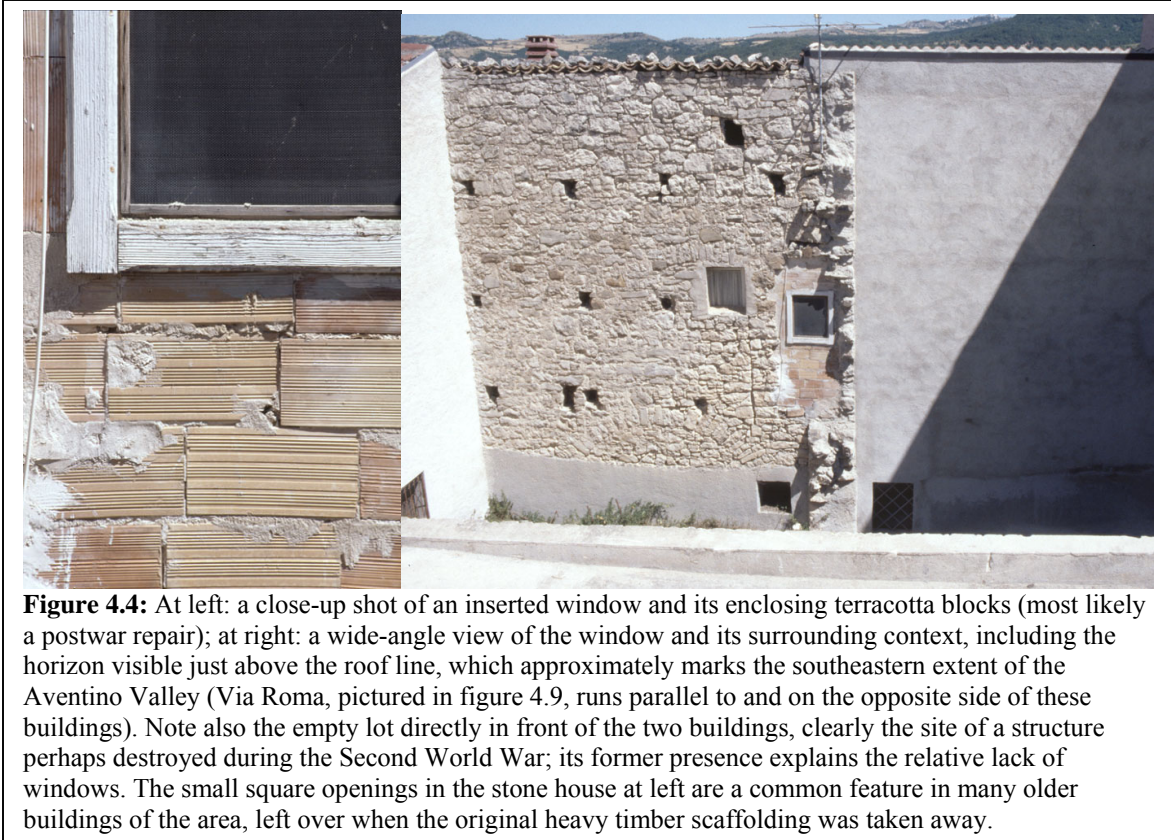 Figure 4.4: At left: a close-up shot of an inserted window and its enclosing terracotta blocks (most likely
a postwar repair); at right: a wide-angle view of the window and its surrounding context, including the
horizon visible just above the roof line, which approximately marks the southeastern extent of the
Aventino Valley (Via Roma, pictured in figure 4.9, runs parallel to and on the opposite side of these
buildings). Note also the empty lot directly in front of the two buildings, clearly the site of a structure
perhaps destroyed during the Second World War; its former presence explains the relative lack of
windows. The small square openings in the stone house at left are a common feature in many older
buildings of the area, left over when the original heavy timber scaffolding was taken away.